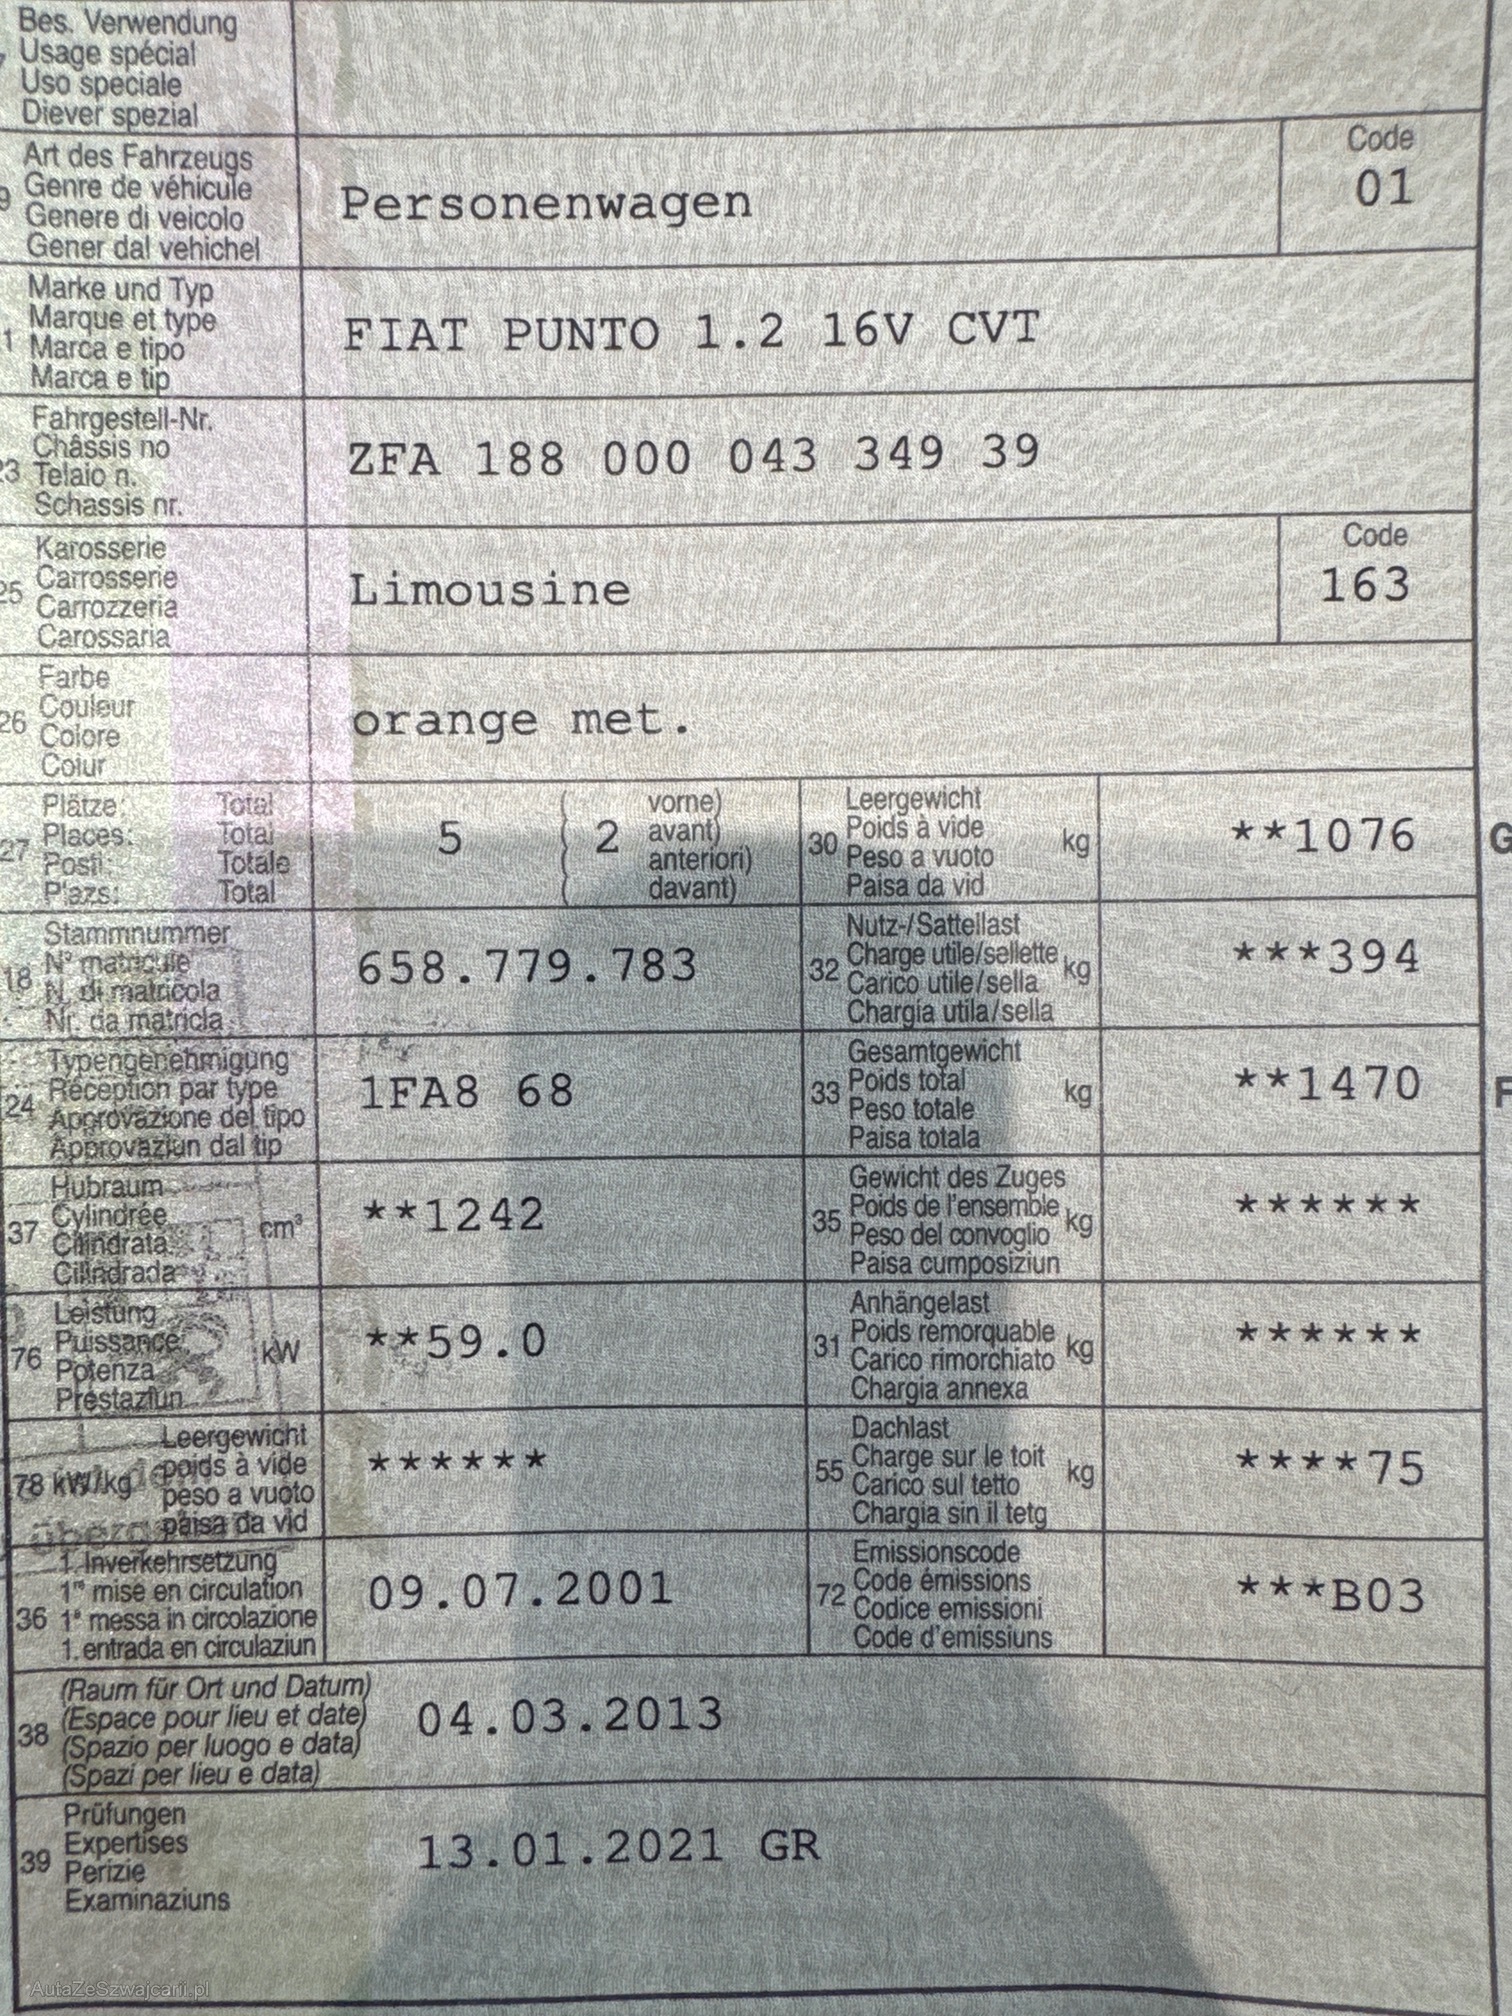 Bes. Verwendung
Usage spécial
Uso speciale
Diever spezial
Art des Fahrzeugs
Genre de véhicule
Genere di veicolo
Gener dal vehichel
Personenwagen
Code
01
Marke und Typ
Marque et type
Marca e tipo
Marca e tip
FIAT PUNTO 1.2 16V CVT
Fahrgestell-Nr.
Châssis no
23 Telaio n.
Schassis nr.
ZFA 188 000 043 349 39
Karosserie
25 Carrosserie
Carrozzeria
Carossaria
Limousine
Code
163
Farbe
26 Couleur
Colore
Colur
orange met.
Plätze: Total
27 Places: Total
Posti: Totale
Plazs: Total
5 ( 2 vorne)
avant)
anteriori)
davant)
Leergewicht
30 Poids à vide kg
Peso a vuoto
Paisa da vid
**1076
G
Stammnummer
18 N° matricule
N. di matricola
Nr. da matricla
658.779.783
Nutz-/Sattellast
32 Charge utile/sellette kg
Carico utile/sella
Chargia utila/sella
***394
Typengenehmigung
24 Réception par type
Approvazione del tipo
Approvaziun dal tip
1FA8 68
Gesamtgewicht
33 Poids total kg
Peso totale
Paisa totala
**1470
F
Hubraum
37 Cylindrée cm³
Cilindrata
Cilindrada
**1242
Gewicht des Zuges
35 Poids de l'ensemble kg
Peso del convoglio
Paisa cumposiziun
******
Leistung
76 Puissance kW
Potenza
Prestaziun
**59.0
Anhängelast
31 Poids remorquable kg
Carico rimorchiato
Chargia annexa
******
Leergewicht
78 kW/kg poids à vide
peso a vuoto
paisa da vid
******
Dachlast
55 Charge sur le toit kg
Carico sul tetto
Chargia sin il tetg
****75
1. Inverkehrsetzung
1re mise en circulation
36 1a messa in circolazione
1. entrada en circulaziun
09.07.2001
Emissionscode
72 Code émissions
Codice emissioni
Code d'emissiuns
***B03
(Raum für Ort und Datum)
38 (Espace pour lieu et date)
(Spazio per luogo e data)
(Spazi per lieu e data)
04.03.2013
Prüfungen
39 Expertises
Perizie
Examinaziuns
13.01.2021 GR
AutaZeSzwajcarii.pl